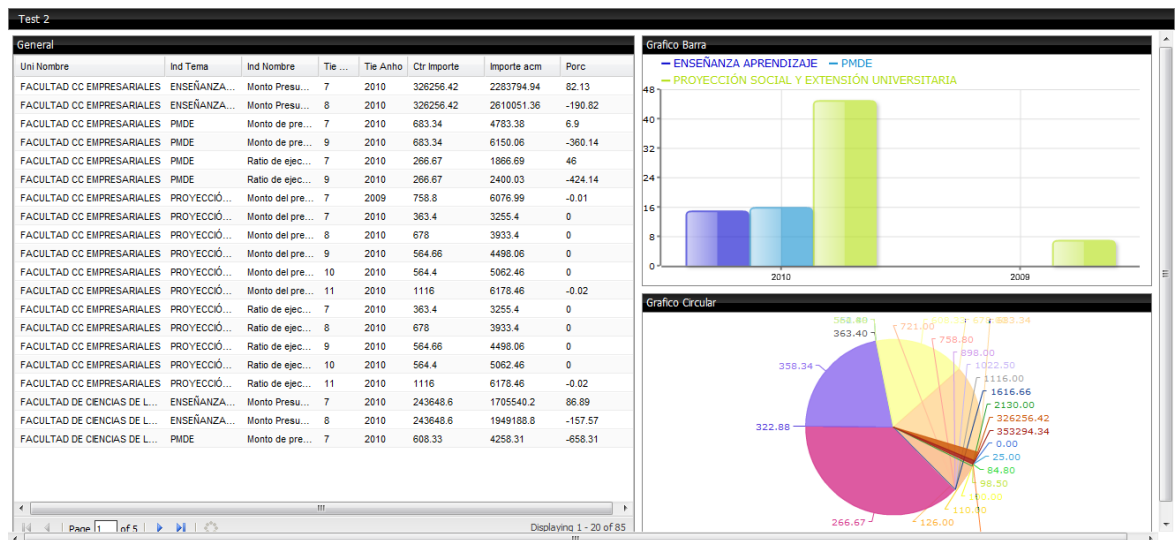 Test 2
General
Uni Nombre Ind Tema Ind Nombre Tie ... Tie Anho Ctr Importe Importe acm Porc
FACULTAD CC EMPRESARIALES ENSEÑANZA... Monto Presu... 7 2010 326256.42 2283794.94 82.13
FACULTAD CC EMPRESARIALES ENSEÑANZA... Monto Presu... 8 2010 326256.42 2610051.36 -190.82
FACULTAD CC EMPRESARIALES PMDE Monto de pre... 7 2010 683.34 4783.38 6.9
FACULTAD CC EMPRESARIALES PMDE Monto de pre... 9 2010 683.34 6150.06 -360.14
FACULTAD CC EMPRESARIALES PMDE Ratio de ejec... 7 2010 266.67 1866.69 46
FACULTAD CC EMPRESARIALES PMDE Ratio de ejec... 9 2010 266.67 2400.03 -424.14
FACULTAD CC EMPRESARIALES PROYECCIÓ... Monto del pre... 7 2009 758.8 6076.99 -0.01
FACULTAD CC EMPRESARIALES PROYECCIÓ... Monto del pre... 7 2010 363.4 3255.4 0
FACULTAD CC EMPRESARIALES PROYECCIÓ... Monto del pre... 8 2010 678 3933.4 0
FACULTAD CC EMPRESARIALES PROYECCIÓ... Monto del pre... 9 2010 564.66 4498.06 0
FACULTAD CC EMPRESARIALES PROYECCIÓ... Monto del pre... 10 2010 564.4 5062.46 0
FACULTAD CC EMPRESARIALES PROYECCIÓ... Monto del pre... 11 2010 1116 6178.46 -0.02
FACULTAD CC EMPRESARIALES PROYECCIÓ... Ratio de ejec... 7 2010 363.4 3255.4 0
FACULTAD CC EMPRESARIALES PROYECCIÓ... Ratio de ejec... 8 2010 678 3933.4 0
FACULTAD CC EMPRESARIALES PROYECCIÓ... Ratio de ejec... 9 2010 564.66 4498.06 0
FACULTAD CC EMPRESARIALES PROYECCIÓ... Ratio de ejec... 10 2010 564.4 5062.46 0
FACULTAD CC EMPRESARIALES PROYECCIÓ... Ratio de ejec... 11 2010 1116 6178.46 -0.02
FACULTAD DE CIENCIAS DE L... ENSEÑANZA... Monto Presu... 7 2010 243648.6 1705540.2 86.89
FACULTAD DE CIENCIAS DE L... ENSEÑANZA... Monto Presu... 8 2010 243648.6 1949188.8 -157.57
FACULTAD DE CIENCIAS DE L... PMDE Monto de pre... 7 2010 608.33 4258.31 -658.31
Page 1 of 5
Displaying 1 - 20 of 85
Grafico Barra
ENSEÑANZA APRENDIZAJE PMDE
PROYECCIÓN SOCIAL Y EXTENSIÓN UNIVERSITARIA
48
40
32
24
16
8
0
2010 2009
Grafico Circular
683.34
721.00
363.40
758.80
898.00
358.34
1022.50
1116.00
1616.66
2130.00
326256.42
322.88
353294.34
0.00
25.00
84.80
98.50
110.00
266.67
126.00